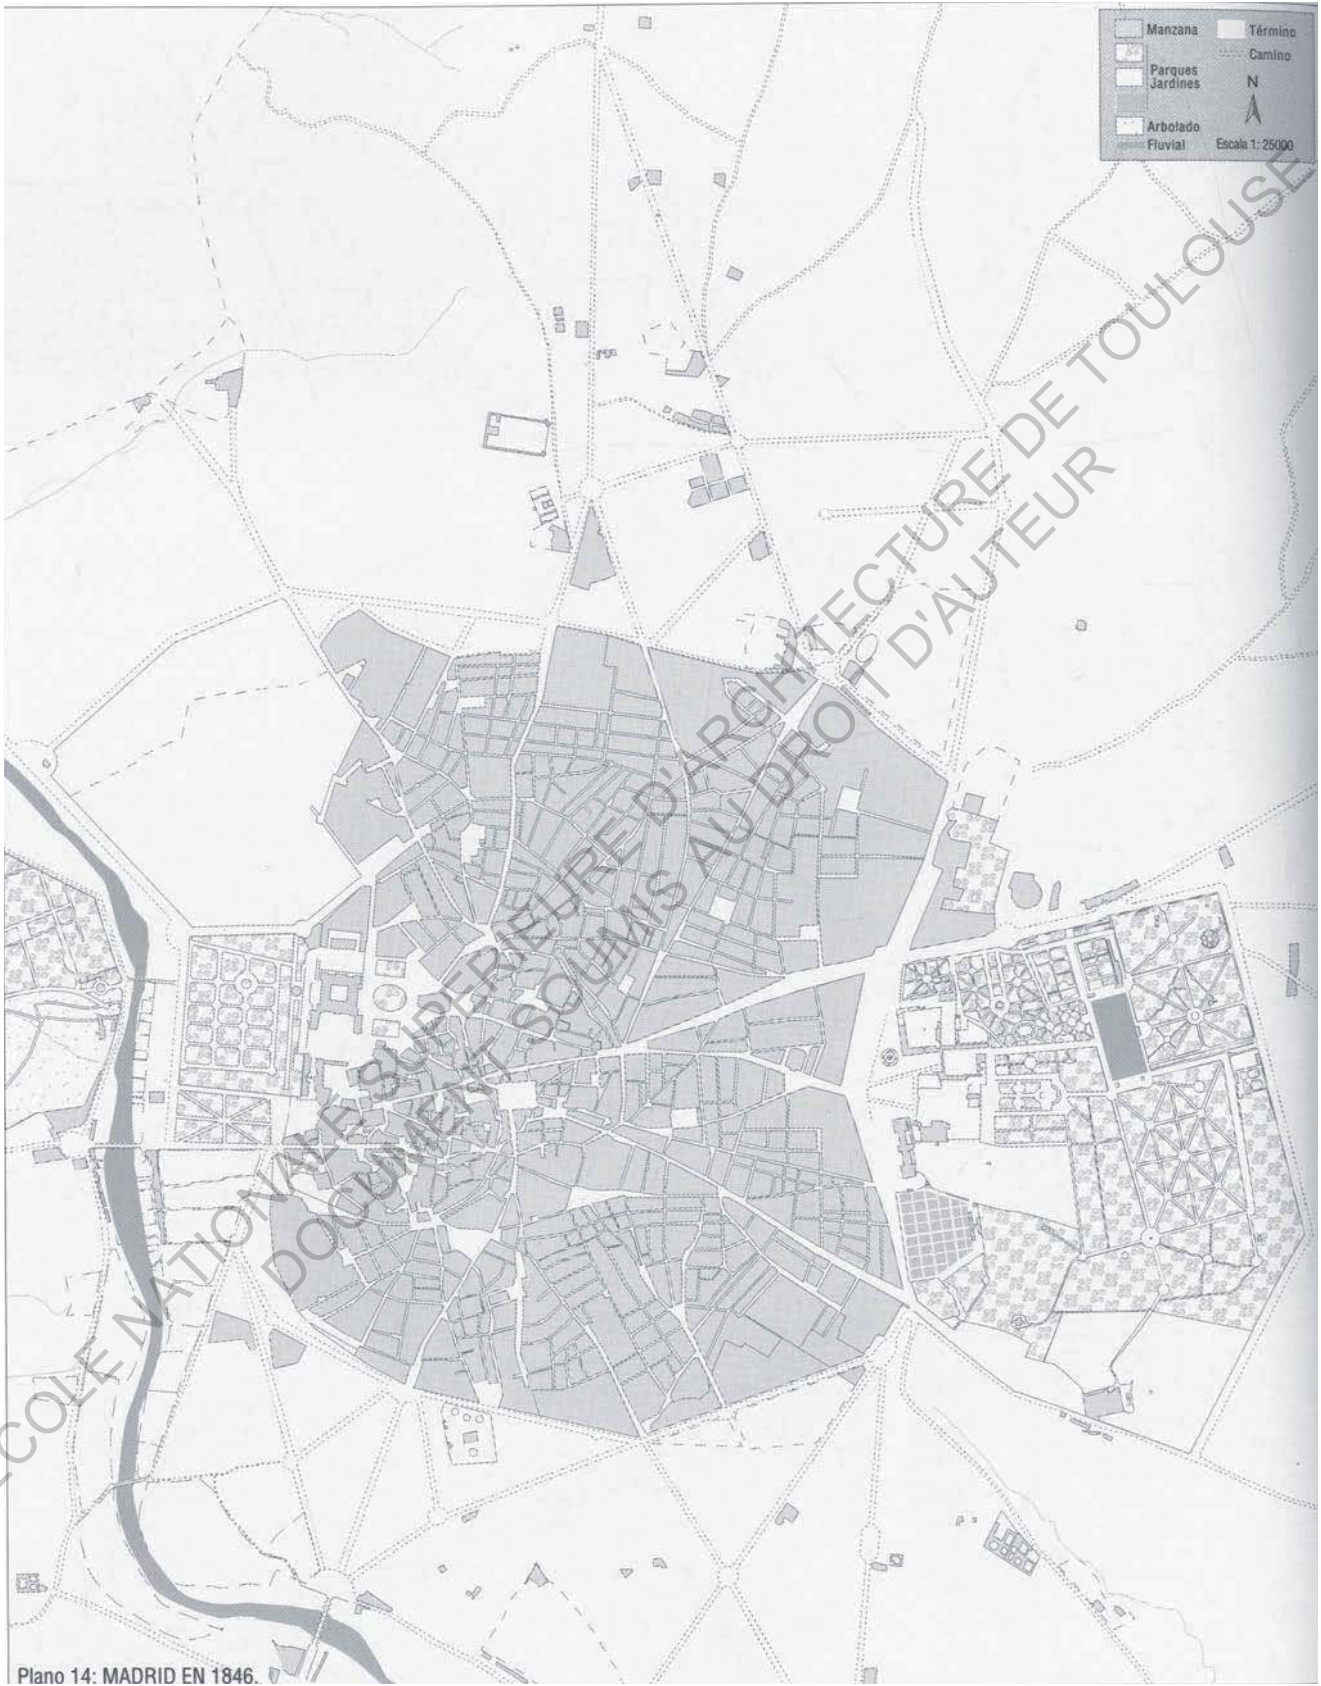 Manzana
Término
Camino
Parques
Jardines
N
Arbolado
Fluvial
Escala 1: 25000
ECOLE NATIONALE SUPERIEURE D'ARCHITECTURE DE TOULOUSE
DOCUMENT SOUMIS AU DROIT D'AUTEUR
Plano 14: MADRID EN 1846.